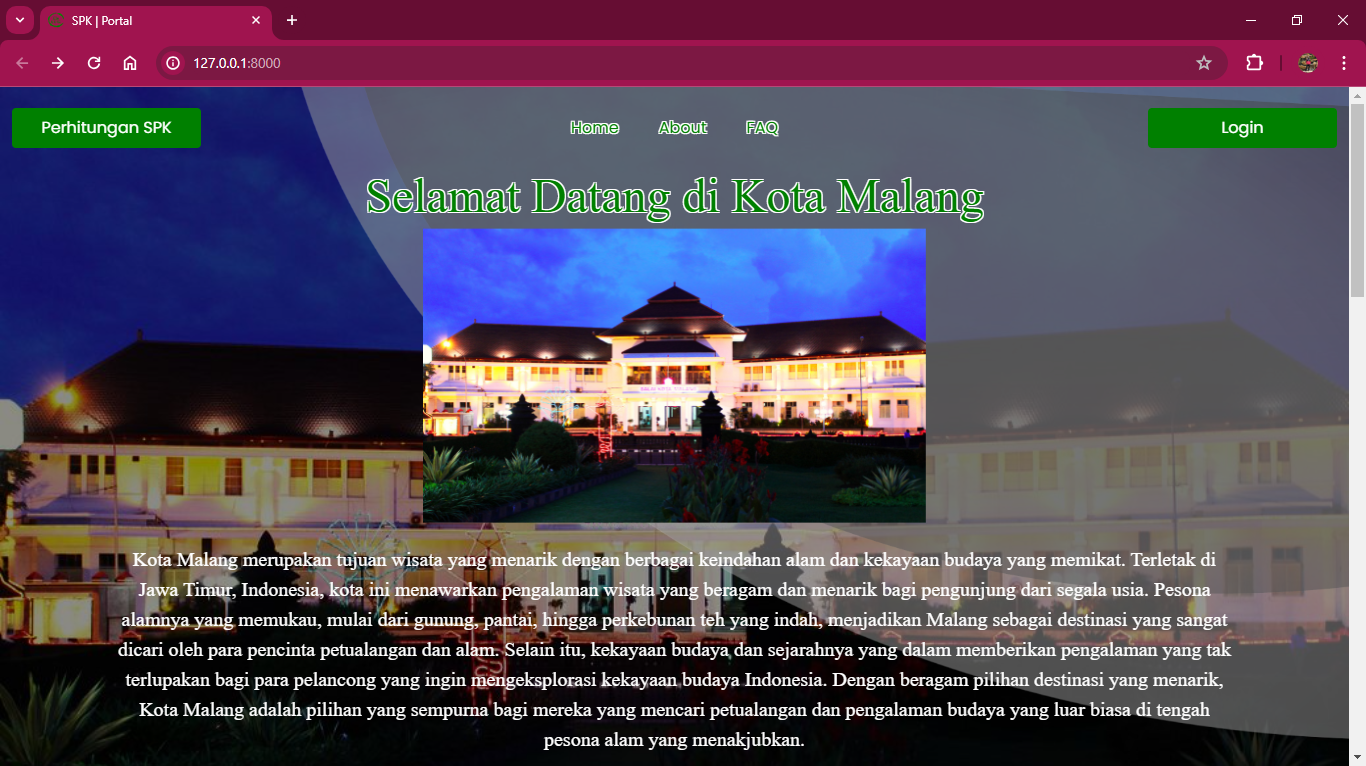 SPK | Portal
127.0.0.1:8000
Perhitungan SPK
Home About FAQ
Login
Selamat Datang di Kota Malang
Kota Malang merupakan tujuan wisata yang menarik dengan berbagai keindahan alam dan kekayaan budaya yang memikat. Terletak di
Jawa Timur, Indonesia, kota ini menawarkan pengalaman wisata yang beragam dan menarik bagi pengunjung dari segala usia. Pesona
alamnya yang memukau, mulai dari gunung, pantai, hingga perkebunan teh yang indah, menjadikan Malang sebagai destinasi yang sangat
dicari oleh para pencinta petualangan dan alam. Selain itu, kekayaan budaya dan sejarahnya yang dalam memberikan pengalaman yang tak
terlupakan bagi para pelancong yang ingin mengeksplorasi kekayaan budaya Indonesia. Dengan beragam pilihan destinasi yang menarik,
Kota Malang adalah pilihan yang sempurna bagi mereka yang mencari petualangan dan pengalaman budaya yang luar biasa di tengah
pesona alam yang menakjubkan.